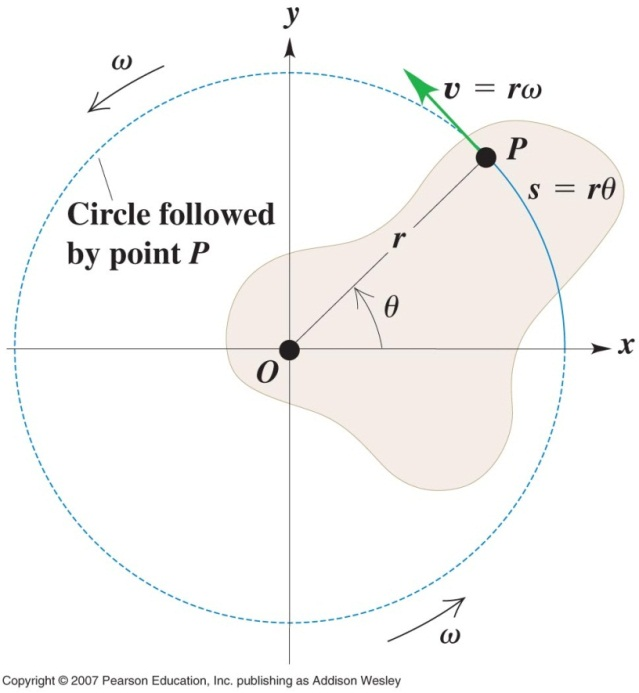 y
ω
v = rω
P
s = rθ
Circle followed
by point P
r
θ
x
O
ω
Copyright © 2007 Pearson Education, Inc. publishing as Addison Wesley